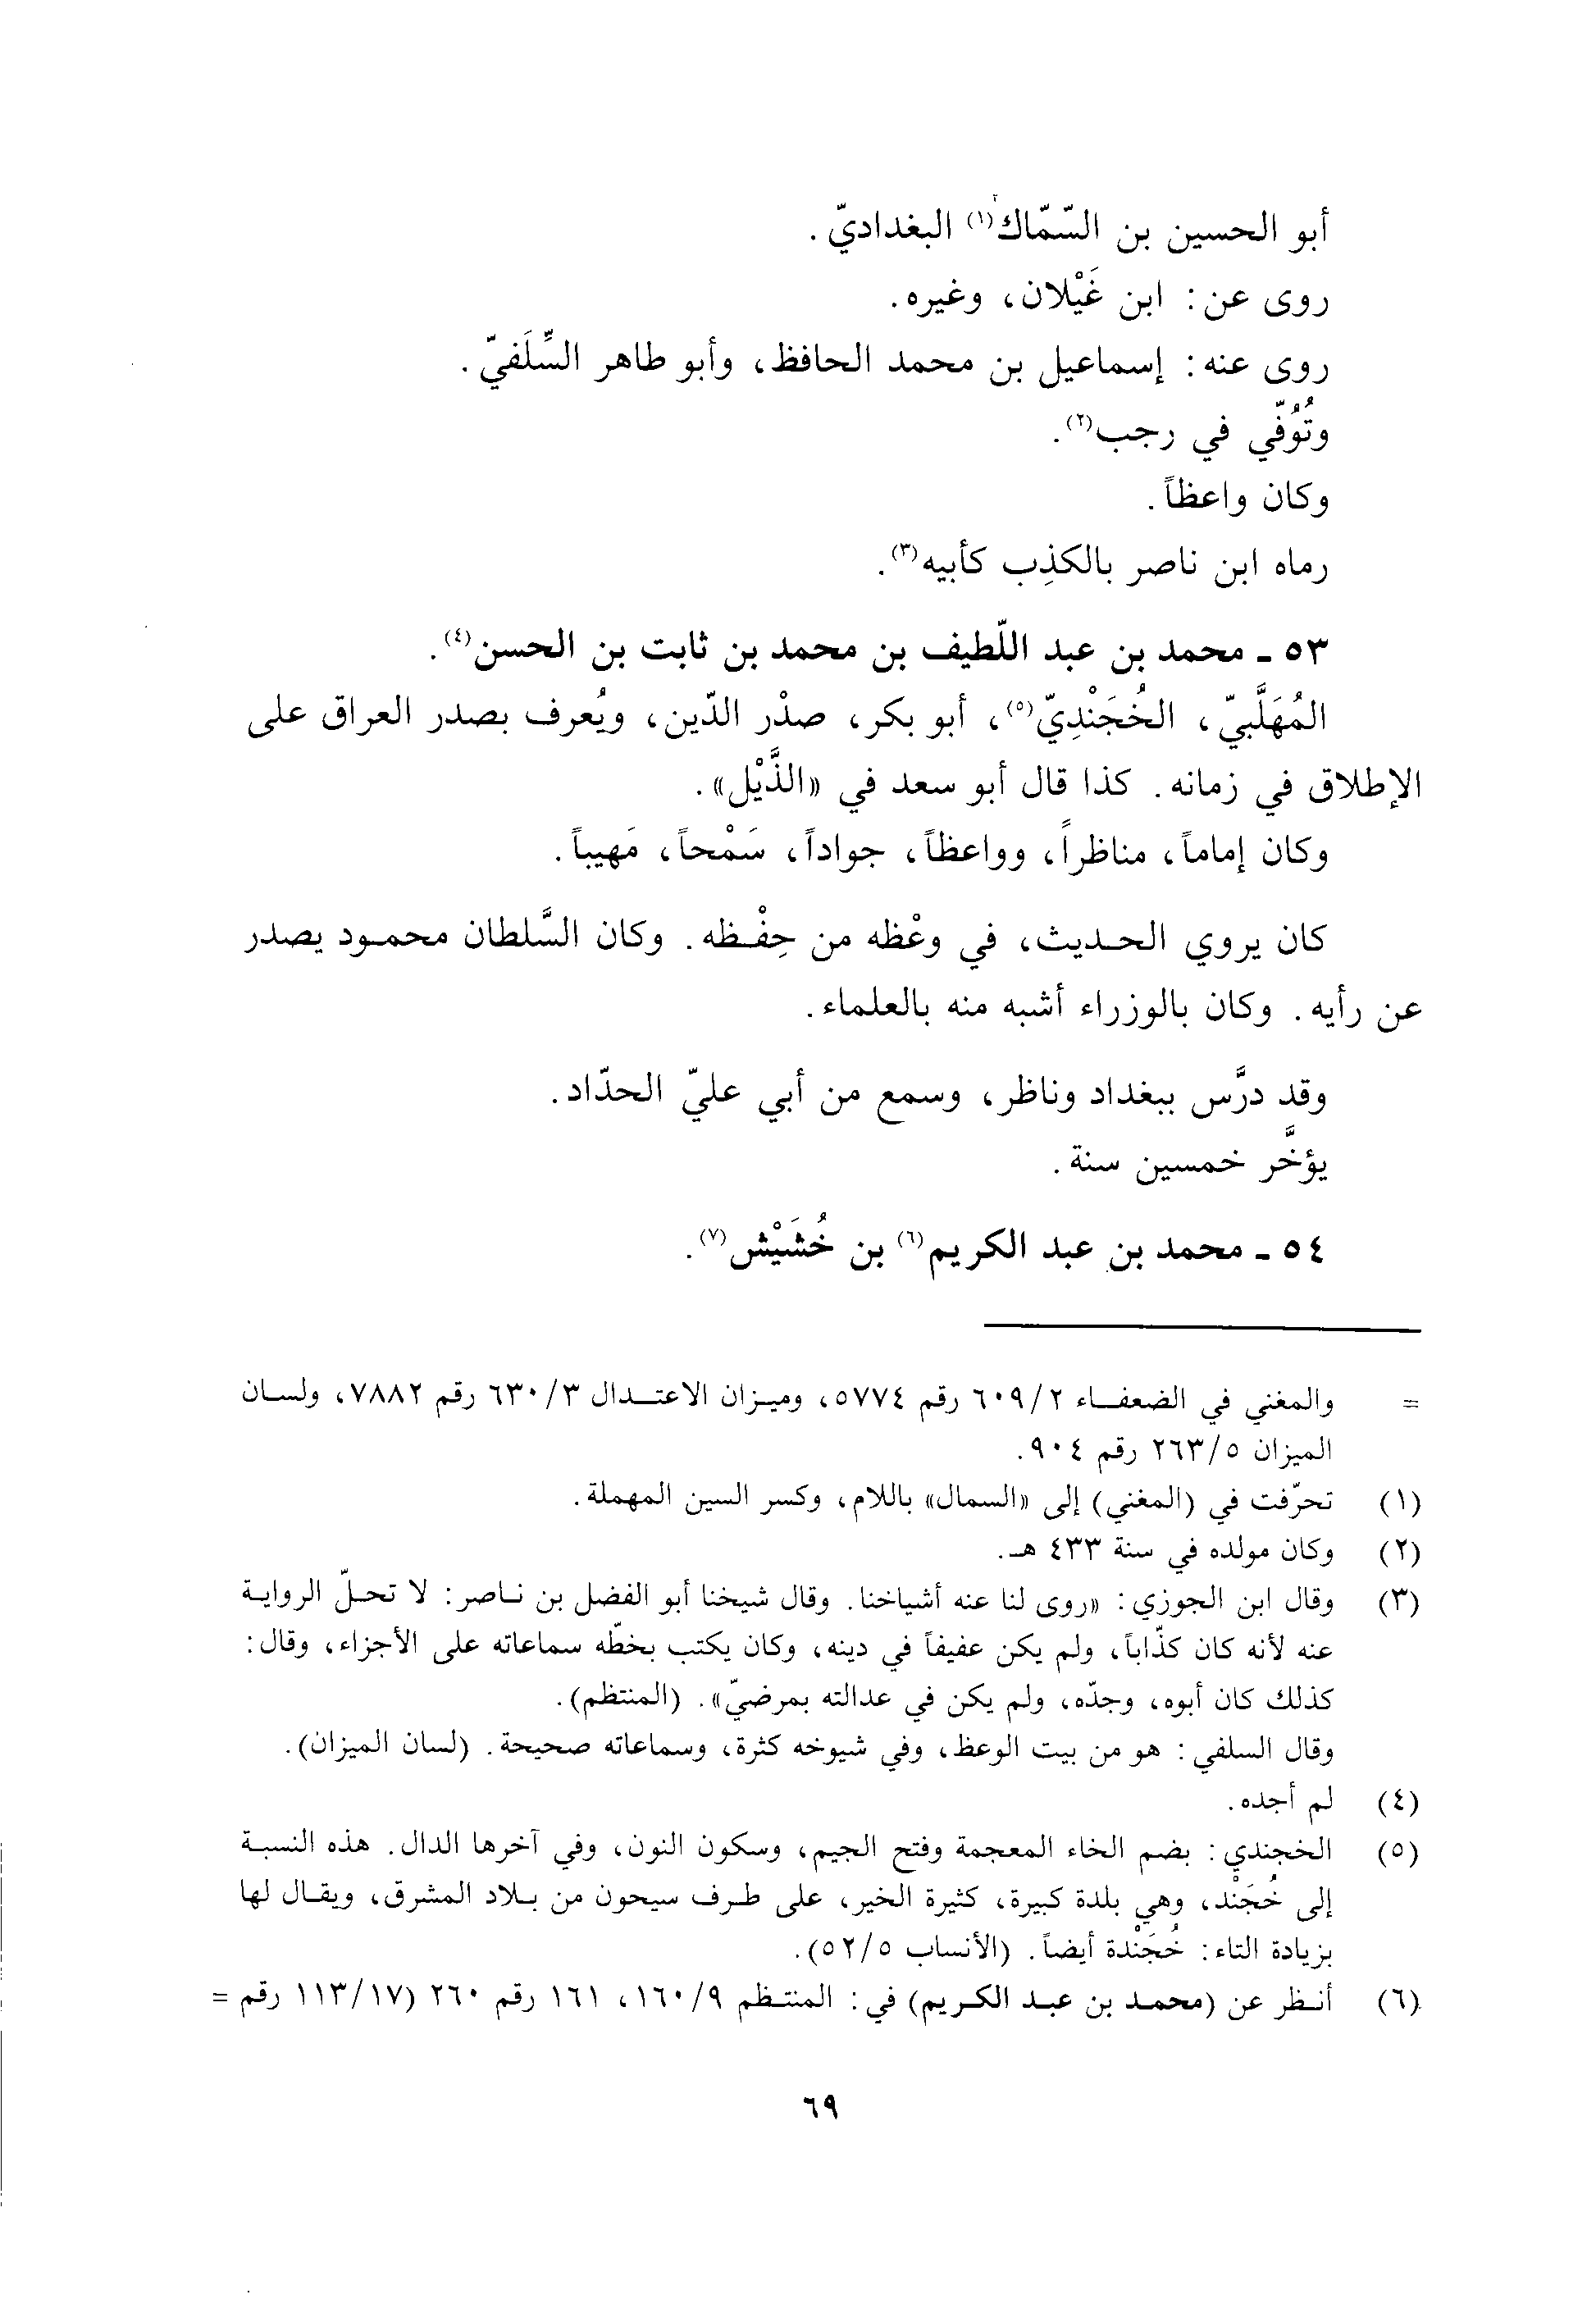 أبو الحسين بن السّمّاك(١) البغداديّ.
روى عن: ابن غَيْلان، وغيره.
روى عنه: إسماعيل بن محمد الحافظ، وأبو طاهر السِّلَفيّ.
وتُوُفّي في رجب(٢).
وكان واعظاً.
رماه ابن ناصر بالكذِب كأبيه(٣).
٥٣ ـ محمد بن عبد اللّطيف بن محمد بن ثابت بن الحسن(٤).
المُهَلَّبيّ، الخُجَنْدِيّ(٥)، أبو بكر، صدْر الدّين، ويُعرف بصدر العراق على
الإطلاق في زمانه. كذا قال أبو سعد في «الذَّيْل».
وكان إماماً، مناظراً، وواعظاً، جواداً، سَمْحاً، مَهيباً.
كان يروي الحديث، في وعْظه من حِفْظه. وكان السَّلطان محمود يصدر
عن رأيه. وكان بالوزراء أشبه منه بالعلماء.
وقد درَّس ببغداد وناظر، وسمع من أبي عليّ الحدّاد.
يؤخَّر خمسين سنة.
٥٤ ـ محمد بن عبد الكريم(٦) بن خُشَيْش(٧).
= والمغني في الضعفاء ٦٠٩/٢ رقم ٥٧٧٤، وميزان الاعتدال ٦٣٠/٣ رقم ٧٨٨٢، ولسان
الميزان ٢٦٣/٥ رقم ٩٠٤.
(١) تحرّفت في (المغني) إلى «السمال» باللام، وكسر السين المهملة.
(٢) وكان مولده في سنة ٤٣٣ هـ.
(٣) وقال ابن الجوزي: «روى لنا عنه أشياخنا. وقال شيخنا أبو الفضل بن ناصر: لا تحلّ الرواية
عنه لأنه كان كذّاباً، ولم يكن عفيفاً في دينه، وكان يكتب بخطّه سماعاته على الأجزاء، وقال:
كذلك كان أبوه، وجدّه، ولم يكن في عدالته بمرضيّ». (المنتظم).
وقال السلفي: هو من بيت الوعظ، وفي شيوخه كثرة، وسماعاته صحيحة. (لسان الميزان).
(٤) لم أجده.
(٥) الخجندي: بضم الخاء المعجمة وفتح الجيم، وسكون النون، وفي آخرها الدال. هذه النسبة
إلى خُجَنْد، وهي بلدة كبيرة، كثيرة الخير، على طرف سيحون من بلاد المشرق، ويقال لها
بزيادة التاء: خُجَنْدة أيضاً. (الأنساب ٥٢/٥).
(٦) أنظر عن (محمد بن عبد الكريم) في: المنتظم ١٦٠/٩، ١٦١ رقم ٢٦٠ (١١٣/١٧ رقم =
٦٩